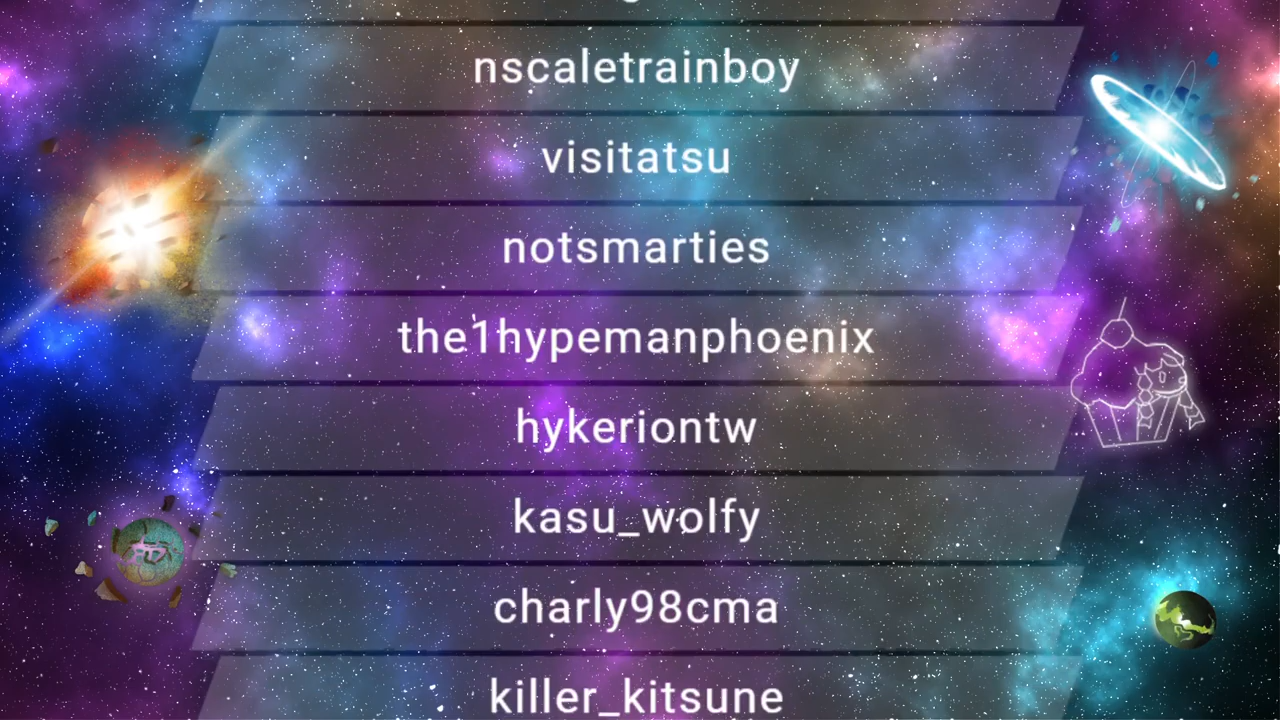 nscaletrainboy
visitatsu
notsmarties
the1hypemanphoenix
hykeriontw
kasu_wolfy
charly98cma
killer_kitsune